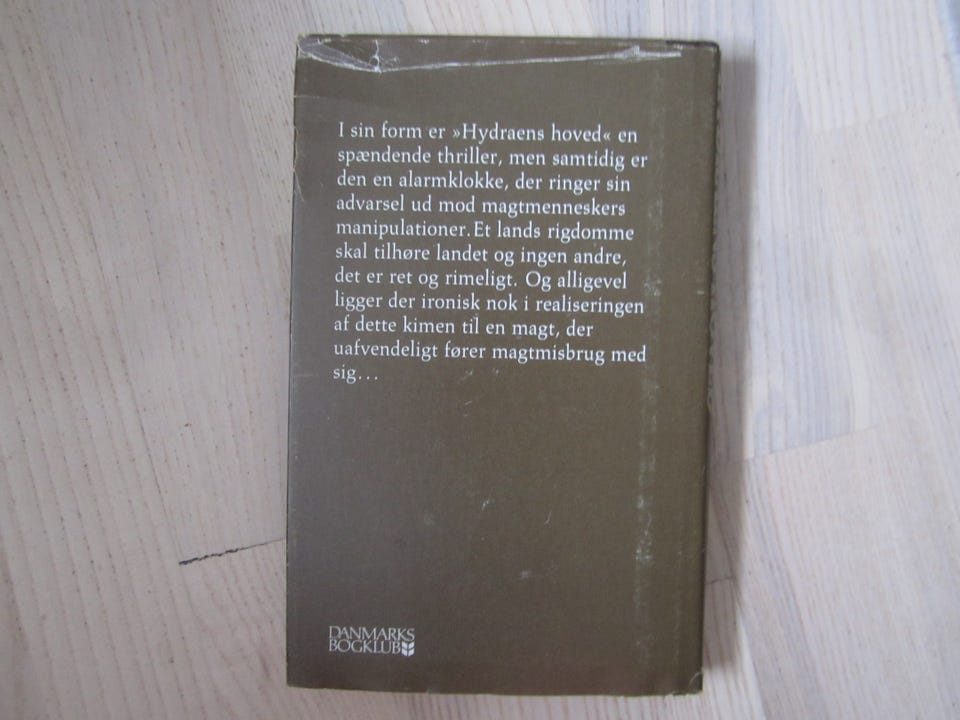 I sin form er »Hydraens hoved« en
spændende thriller, men samtidig er
den en alarmklokke, der ringer sin
advarsel ud mod magtmenneskers
manipulationer. Et lands rigdomme
skal tilhøre landet og ingen andre,
det er ret og rimeligt. Og alligevel
ligger der ironisk nok i realiseringen
af dette kimen til en magt, der
uafvendeligt fører magtmisbrug med
sig...
DANMARKS
BOGKLUB